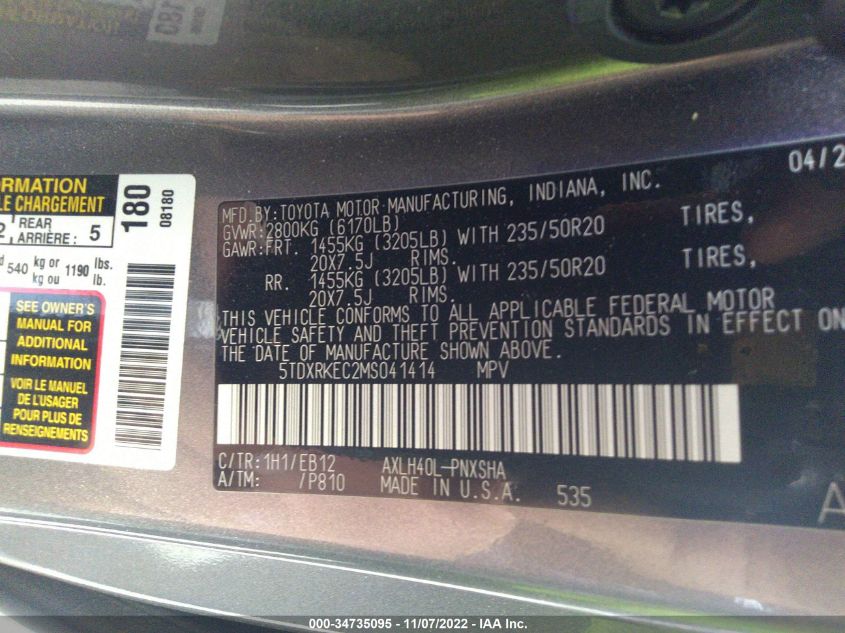 ORMATION
LE CHARGEMENT
2 REAR
ARRIÈRE: 5
d 540 kg or 1190 lbs.
kg ou lb.
SEE OWNER'S
MANUAL FOR
ADDITIONAL
INFORMATION
VOIR LE MANUEL
DE L'USAGER
POUR PLUS DE
RENSEIGNEMENTS
180
08180
04/2
MFD.BY:TOYOTA MOTOR MANUFACTURING, INDIANA, INC.
GVWR:2800KG (6170LB)
GAWR:FRT. 1455KG (3205LB) WITH 235/50R20 TIRES,
20X7.5J RIMS.
RR. 1455KG (3205LB) WITH 235/50R20 TIRES,
20X7.5J RIMS.
THIS VEHICLE CONFORMS TO ALL APPLICABLE FEDERAL MOTOR
VEHICLE SAFETY AND THEFT PREVENTION STANDARDS IN EFFECT ON
THE DATE OF MANUFACTURE SHOWN ABOVE.
5TDXRKEC2MS041414 MPV
C/TR:1H1/EB12 AXLH40L-PNXSHA
A/TM: /P810 MADE IN U.S.A. 535
A
000-34735095 - 11/07/2022 - IAA Inc.